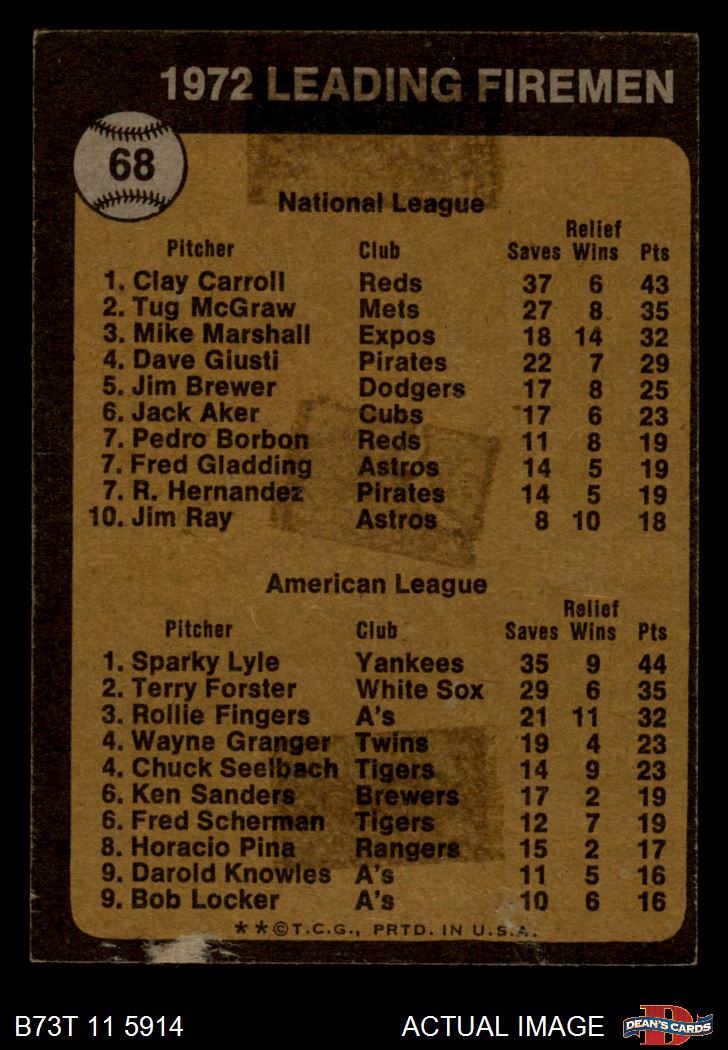 1972 LEADING FIREMEN
68
National League
Relief
Pitcher Club Saves Wins Pts
1. Clay Carroll Reds 37 6 43
2. Tug McGraw Mets 27 8 35
3. Mike Marshall Expos 18 14 32
4. Dave Giusti Pirates 22 7 29
5. Jim Brewer Dodgers 17 8 25
6. Jack Aker Cubs 17 6 23
7. Pedro Borbon Reds 11 8 19
7. Fred Gladding Astros 14 5 19
7. R. Hernandez Pirates 14 5 19
10. Jim Ray Astros 8 10 18
American League
Relief
Pitcher Club Saves Wins Pts
1. Sparky Lyle Yankees 35 9 44
2. Terry Forster White Sox 29 6 35
3. Rollie Fingers A's 21 11 32
4. Wayne Granger Twins 19 4 23
4. Chuck Seelbach Tigers 14 9 23
6. Ken Sanders Brewers 17 2 19
6. Fred Scherman Tigers 12 7 19
8. Horacio Pina Rangers 15 2 17
9. Darold Knowles A's 11 5 16
9. Bob Locker A's 10 6 16
**©T.C.G., PRTD. IN U.S.A.
B73T 11 5914 ACTUAL IMAGE DEAN'S CARDS